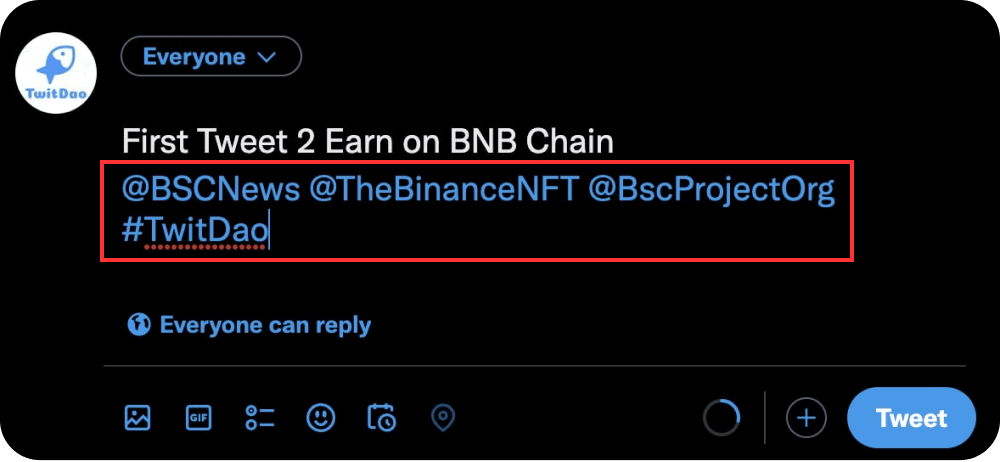 TwitDao
Everyone
First Tweet 2 Earn on BNB Chain
@BSCNews @TheBinanceNFT @BscProjectOrg
#TwitDao
Everyone can reply
GIF
Tweet